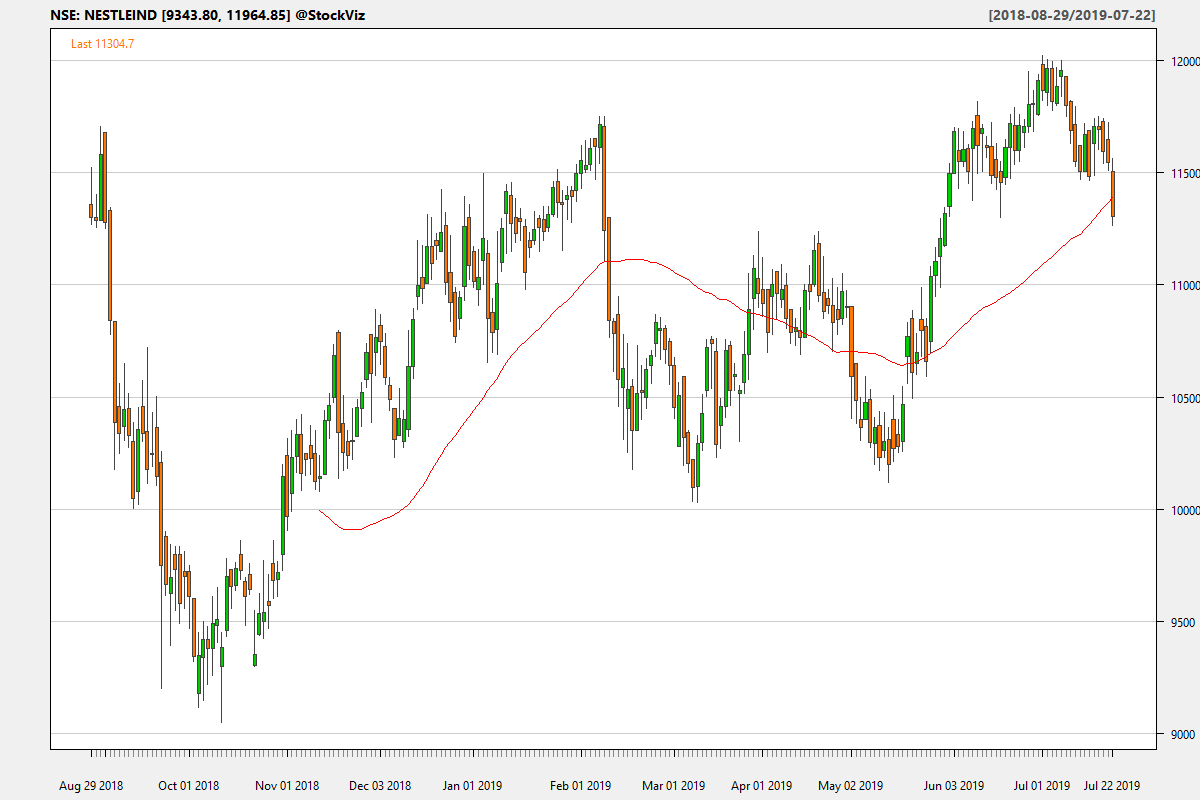 NSE: NESTLEIND [9343.80, 11964.85] @StockViz
[2018-08-29/2019-07-22]
Last 11304.7
12000
11500
11000
10500
10000
9500
9000
Aug 29 2018
Oct 01 2018
Nov 01 2018
Dec 03 2018
Jan 01 2019
Feb 01 2019
Mar 01 2019
Apr 01 2019
May 02 2019
Jun 03 2019
Jul 01 2019
Jul 22 2019